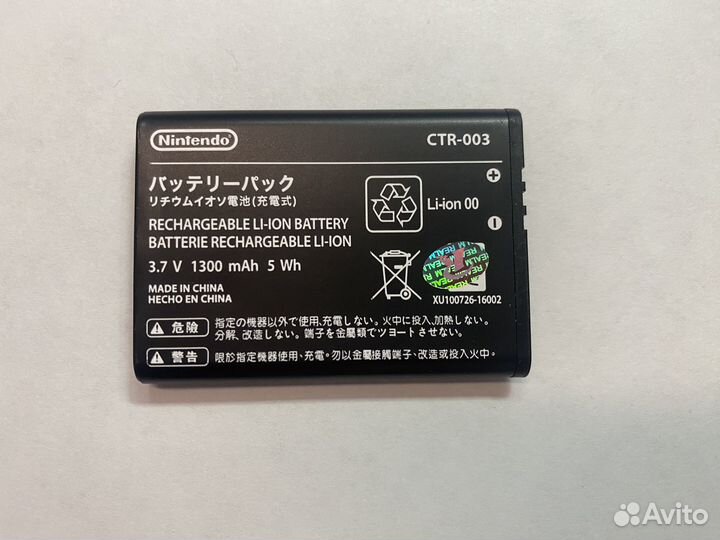 Nintendo
CTR-003
バッテリーパック
リチウムイオソ電池(充電式)
Li-ion 00
RECHARGEABLE LI-ION BATTERY
BATTERIE RECHARGEABLE LI-ION
3.7 V 1300 mAh 5 Wh
REALM
MADE IN CHINA
HECHO EN CHINA
XU100726-16002
危險 指定の機器以外で使用,充電しない。火中に投入,加熱しない。
分解、改造しない。端子を金屬類でツヨートさせない。
警告 限於指定機器使用、充電。勿以金屬接觸端子、改造或投入火中。
Avito